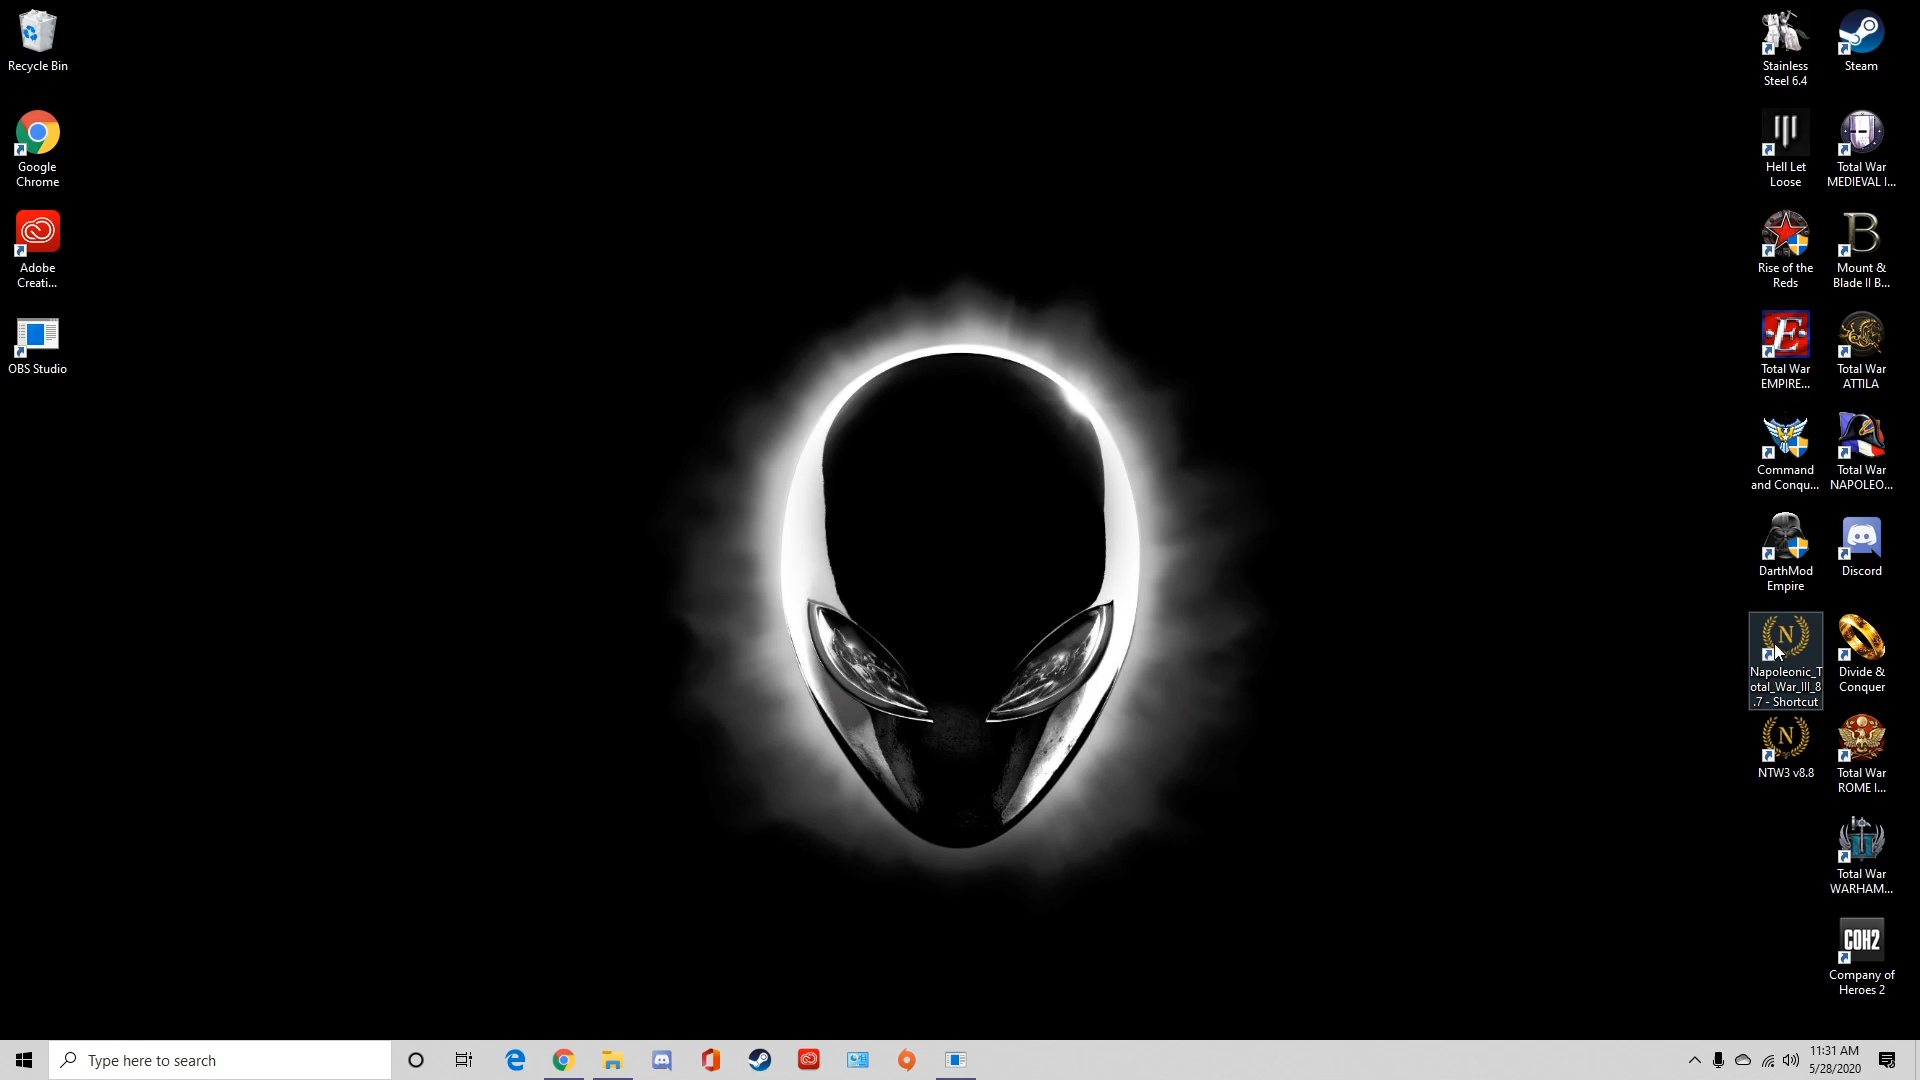 Recycle Bin
Google
Chrome
Adobe
Creati...
OBS Studio
Stainless
Steel 6.4
Steam
Hell Let
Loose
Total War
MEDIEVAL I...
Rise of the
Reds
B
Mount &
Blade II B...
E
Total War
EMPIRE...
Total War
ATTILA
Command
and Conqu...
Total War
NAPOLEO...
DarthMod
Empire
Discord
N
Napoleonic_T
otal_War_III_8
.7 - Shortcut
Divide &
Conquer
N
NTW3 v8.8
Total War
ROME I...
Total War
WARHAM...
COH2
Company of
Heroes 2
Type here to search
11:31 AM
5/28/2020